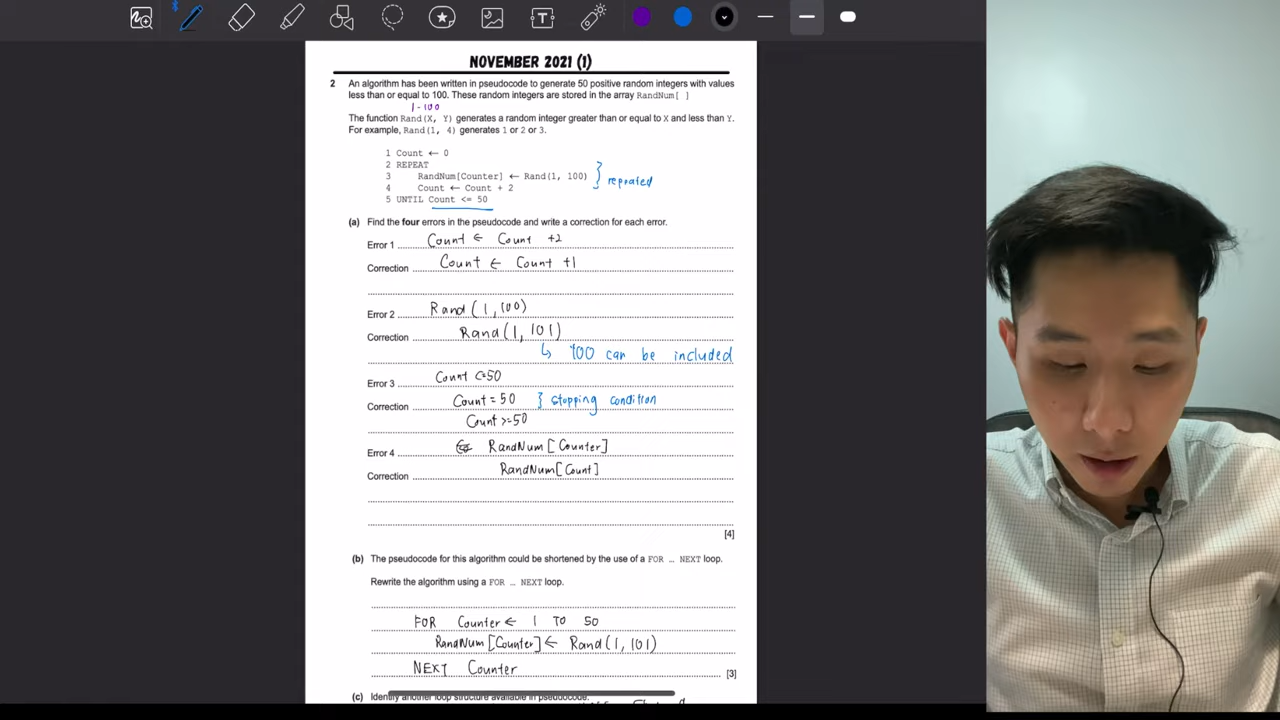 NOVEMBER 2021 (1)
2 An algorithm has been written in pseudocode to generate 50 positive random integers with values
less than or equal to 100. These random integers are stored in the array RandNum[ ]
1-100
The function Rand(X, Y) generates a random integer greater than or equal to X and less than Y.
For example, Rand(1, 4) generates 1 or 2 or 3.
1 Count ← 0
2 REPEAT
3 RandNum[Counter] ← Rand(1, 100) } repeated
4 Count ← Count + 2
5 UNTIL Count <= 50
(a) Find the four errors in the pseudocode and write a correction for each error.
Error 1 Count ← Count +2
Correction Count ← Count +1
Error 2 Rand(1,100)
Correction Rand(1, 101)
↳ 100 can be included
Error 3 Count <=50
Correction Count = 50 } stopping condition
Count >=50
Error 4 RandNum[Counter]
Correction RandNum[Count]
[4]
(b) The pseudocode for this algorithm could be shortened by the use of a FOR … NEXT loop.
Rewrite the algorithm using a FOR … NEXT loop.
FOR Counter ← 1 TO 50
RandNum[Counter] ← Rand(1, 101)
NEXT Counter
[3]
(c) Identify another loop structure available in pseudocode.